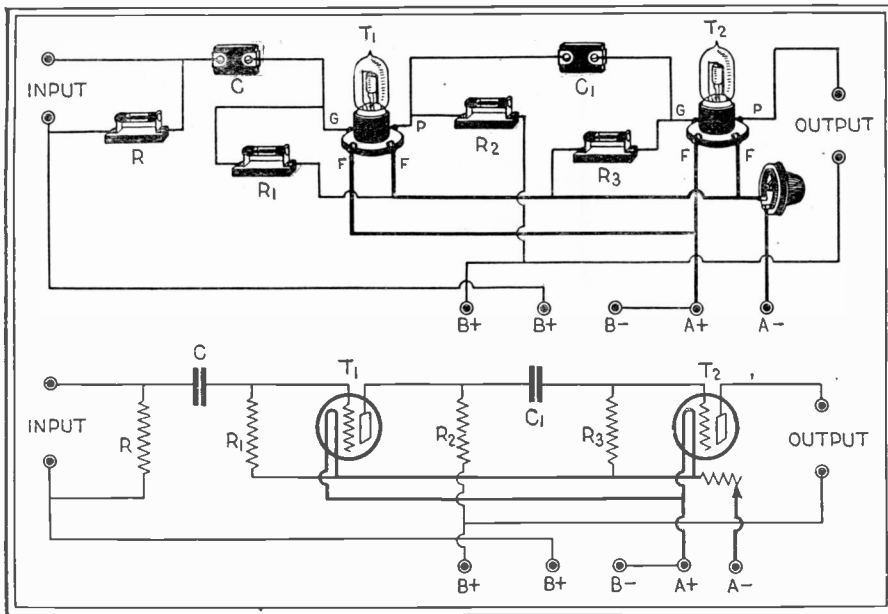 T1 T2
C C1
INPUT G P G P OUTPUT
R R1 F F R2 R3 F F
B+ B+ B- A+ A-
C T1 C1 T2
INPUT R R1 R2 R3 OUTPUT
B+ B+ B- A+ A-